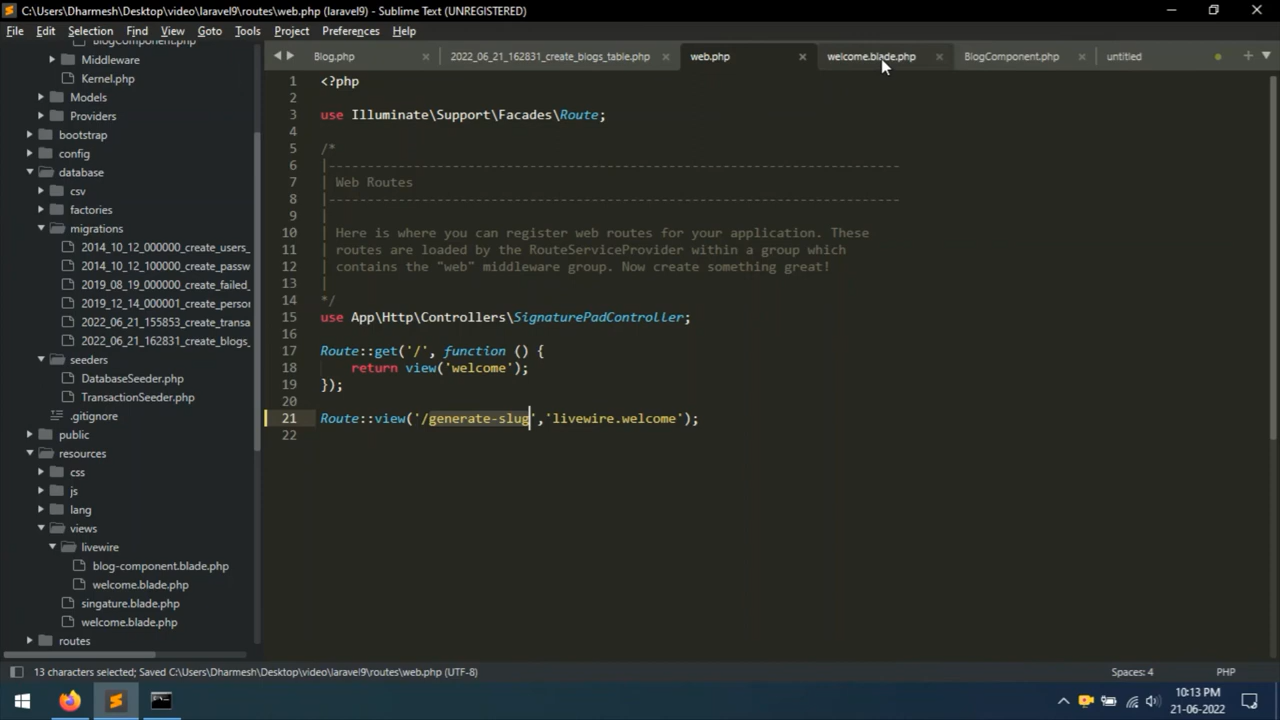 C:\Users\Dharmesh\Desktop\video\laravel9\routes\web.php (laravel9) - Sublime Text (UNREGISTERED)
File Edit Selection Find View Goto Tools Project Preferences Help
Blog.php 2022_06_21_162831_create_blogs_table.php web.php welcome.blade.php BlogComponent.php untitled
BlogComponent.php
Middleware
Kernel.php
Models
Providers
bootstrap
config
database
csv
factories
migrations
2014_10_12_000000_create_users_
2014_10_12_100000_create_passw
2019_08_19_000000_create_failed_
2019_12_14_000001_create_person
2022_06_21_155853_create_transa
2022_06_21_162831_create_blogs_
seeders
DatabaseSeeder.php
TransactionSeeder.php
.gitignore
public
resources
css
js
lang
views
livewire
blog-component.blade.php
welcome.blade.php
singature.blade.php
welcome.blade.php
routes
1 <?php
2
3 use Illuminate\Support\Facades\Route;
4
5 /*
6 |--------------------------------------------------------------------------
7 | Web Routes
8 |--------------------------------------------------------------------------
9 |
10 | Here is where you can register web routes for your application. These
11 | routes are loaded by the RouteServiceProvider within a group which
12 | contains the "web" middleware group. Now create something great!
13 |
14 */
15 use App\Http\Controllers\SignaturePadController;
16
17 Route::get('/', function () {
18 return view('welcome');
19 });
20
21 Route::view('/generate-slug','livewire.welcome');
22
13 characters selected; Saved C:\Users\Dharmesh\Desktop\video\laravel9\routes\web.php (UTF-8) Spaces: 4 PHP
10:13 PM
21-06-2022